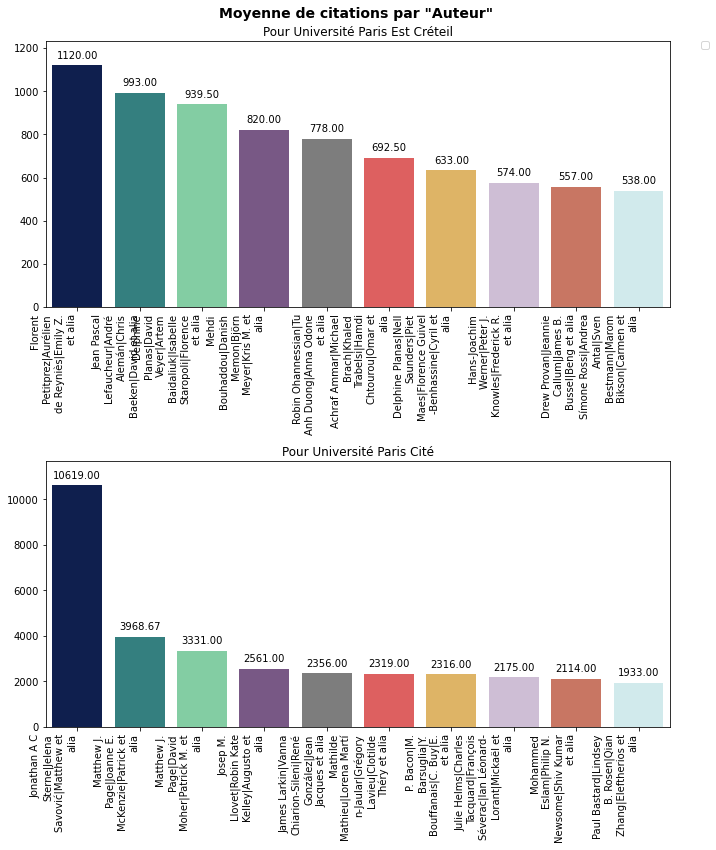 Moyenne de citations par "Auteur"
Pour Université Paris Est Créteil
1200
1000
800
600
400
200
0
1120.00
993.00
939.50
820.00
778.00
692.50
633.00
574.00
557.00
538.00
Florent
Petitprez|Aurélien
de Reyniès|Emily Z.
et alia
Jean Pascal
Lefaucheur|André
Alemán|Chris
Baeken|David et alia
Delphine
Planas|David
Veyer|Artem
Baidaliuk|Isabelle
Staropoli|Florence
et alia
Mehdi
Bouhaddou|Danish
Memon|Bjorn
Meyer|Kris M. et
alia
Robin Ohannessian|Tu
Anh Duong|Anna Odone
et alia
Achraf Ammar|Michael
Brach|Khaled
Trabelsi|Hamdi
Chtourou|Omar et
alia
Delphine Planas|Nell
Saunders|Piet
Maes|Florence Guivel
-Benhassine|Cyril et
alia
Hans-Joachim
Werner|Peter J.
Knowles|Frederick R.
et alia
Drew Provan|Jeannie
Callum|James B.
Bussel|Beng et alia
Simone Rossi|Andrea
Antal|Sven
Bestmann|Marom
Bikson|Carmen et
alia
Pour Université Paris Cité
10000
8000
6000
4000
2000
0
10619.00
3968.67
3331.00
2561.00
2356.00
2319.00
2316.00
2175.00
2114.00
1933.00
Jonathan A C
Sterne|Jelena
Savović|Matthew et
alia
Matthew J.
Page|Joanne E.
McKenzie|Patrick et
alia
Matthew J.
Page|David
Moher|Patrick M. et
alia
Josep M.
Llovet|Robin Kate
Kelley|Augusto et
alia
James Larkin|Vanna
Chiarion-Sileni|René
González|Jean
Jacques et alia
Mathilde
Mathieu|Lorena Martí
n-Jaular|Grégory
Lavieu|Clotilde
Théry et alia
P. Bacon|M.
Barsuglia|Y.
Bouffanais|C. Buy|E.
et alia
Julie Helms|Charles
Tacquard|François
Séverac|Ian Léonard-
Lorant|Mickaël et
alia
Mohammed
Eslam|Philip N.
Newsome|Shiv Kumar
et alia
Paul Bastard|Lindsey
B. Rosen|Qian
Zhang|Eleftherios et
alia